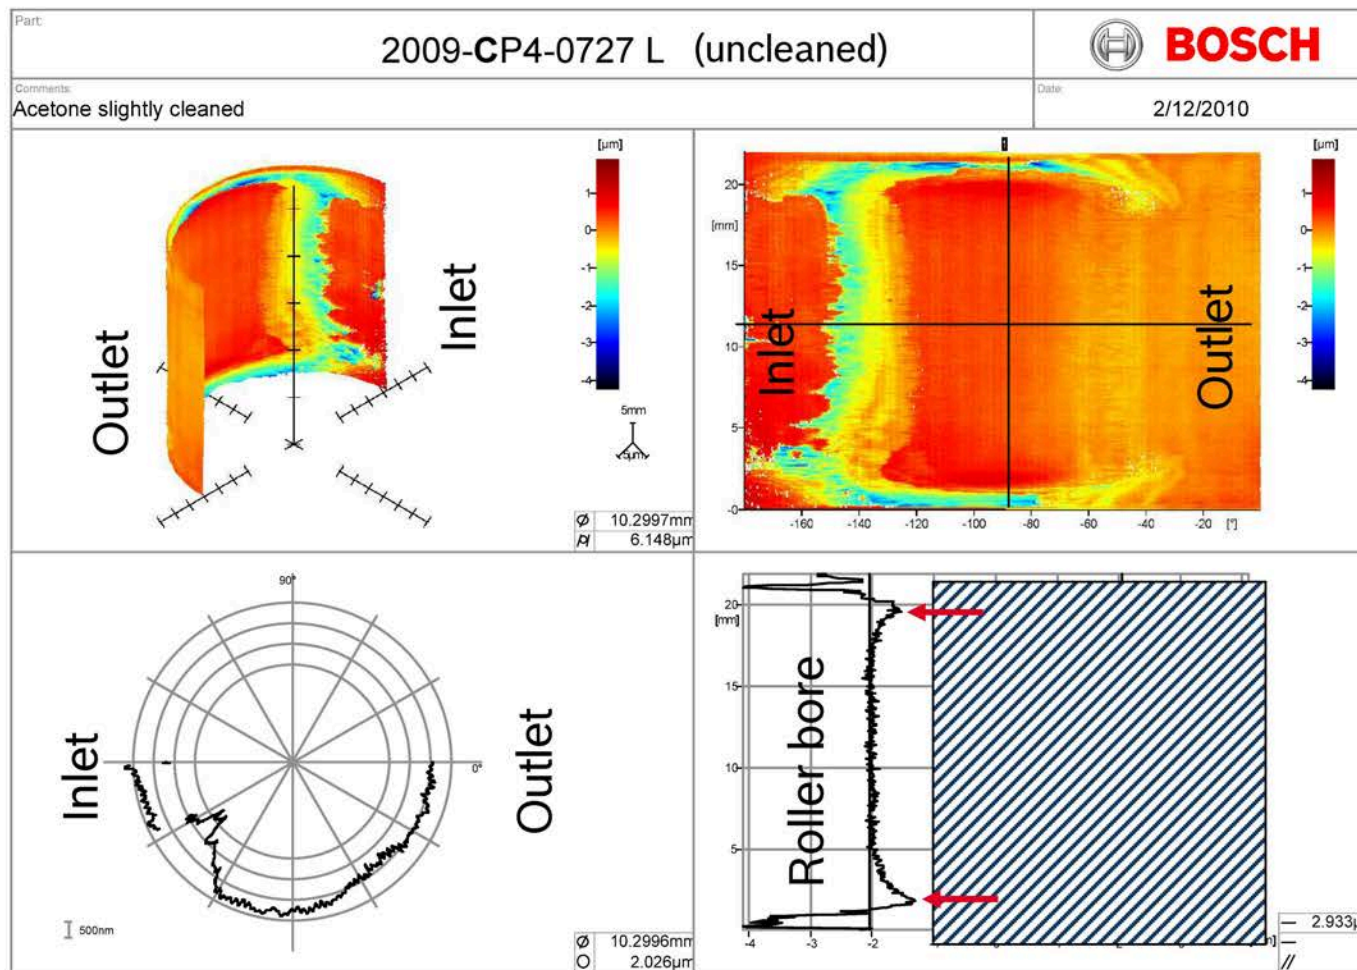 Part:
2009-CP4-0727 L (uncleaned)
BOSCH
Comments:
Acetone slightly cleaned
Date:
2/12/2010
[µm]
1
0
-1
-2
-3
-4
Outlet
Inlet
5mm
5µm
Ø 10.2997mm
6.148µm
1
[µm]
20
[mm]
15
10
5
-0
1
0
-1
-2
-3
-4
Inlet
Outlet
-160 -140 -120 -100 -80 -60 -40 -20 [°]
90°
0°
Inlet
Outlet
500nm
Ø 10.2996mm
2.026µm
20
[mm]
15
10
5
Roller bore
-4 -3 -2
2.933µ
//